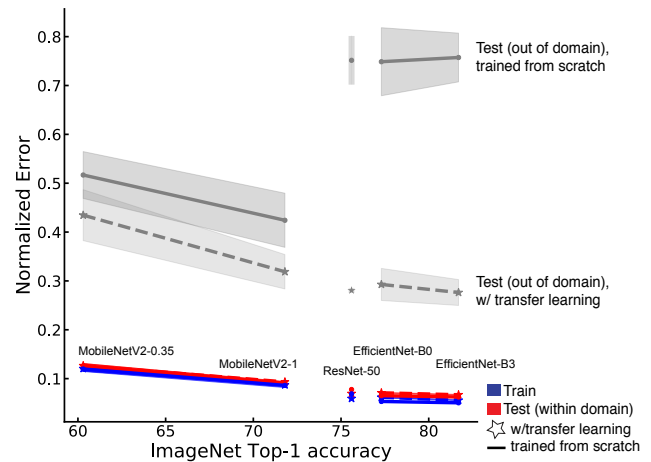 0.8
0.7
0.6
0.5
0.4
0.3
0.2
0.1
Normalized Error
60
65
70
75
80
ImageNet Top-1 accuracy
Test (out of domain),
trained from scratch
Test (out of domain),
w/ transfer learning
MobileNetV2-0.35
MobileNetV2-1
ResNet-50
EfficientNet-B0
EfficientNet-B3
Train
Test (within domain)
w/transfer learning
trained from scratch